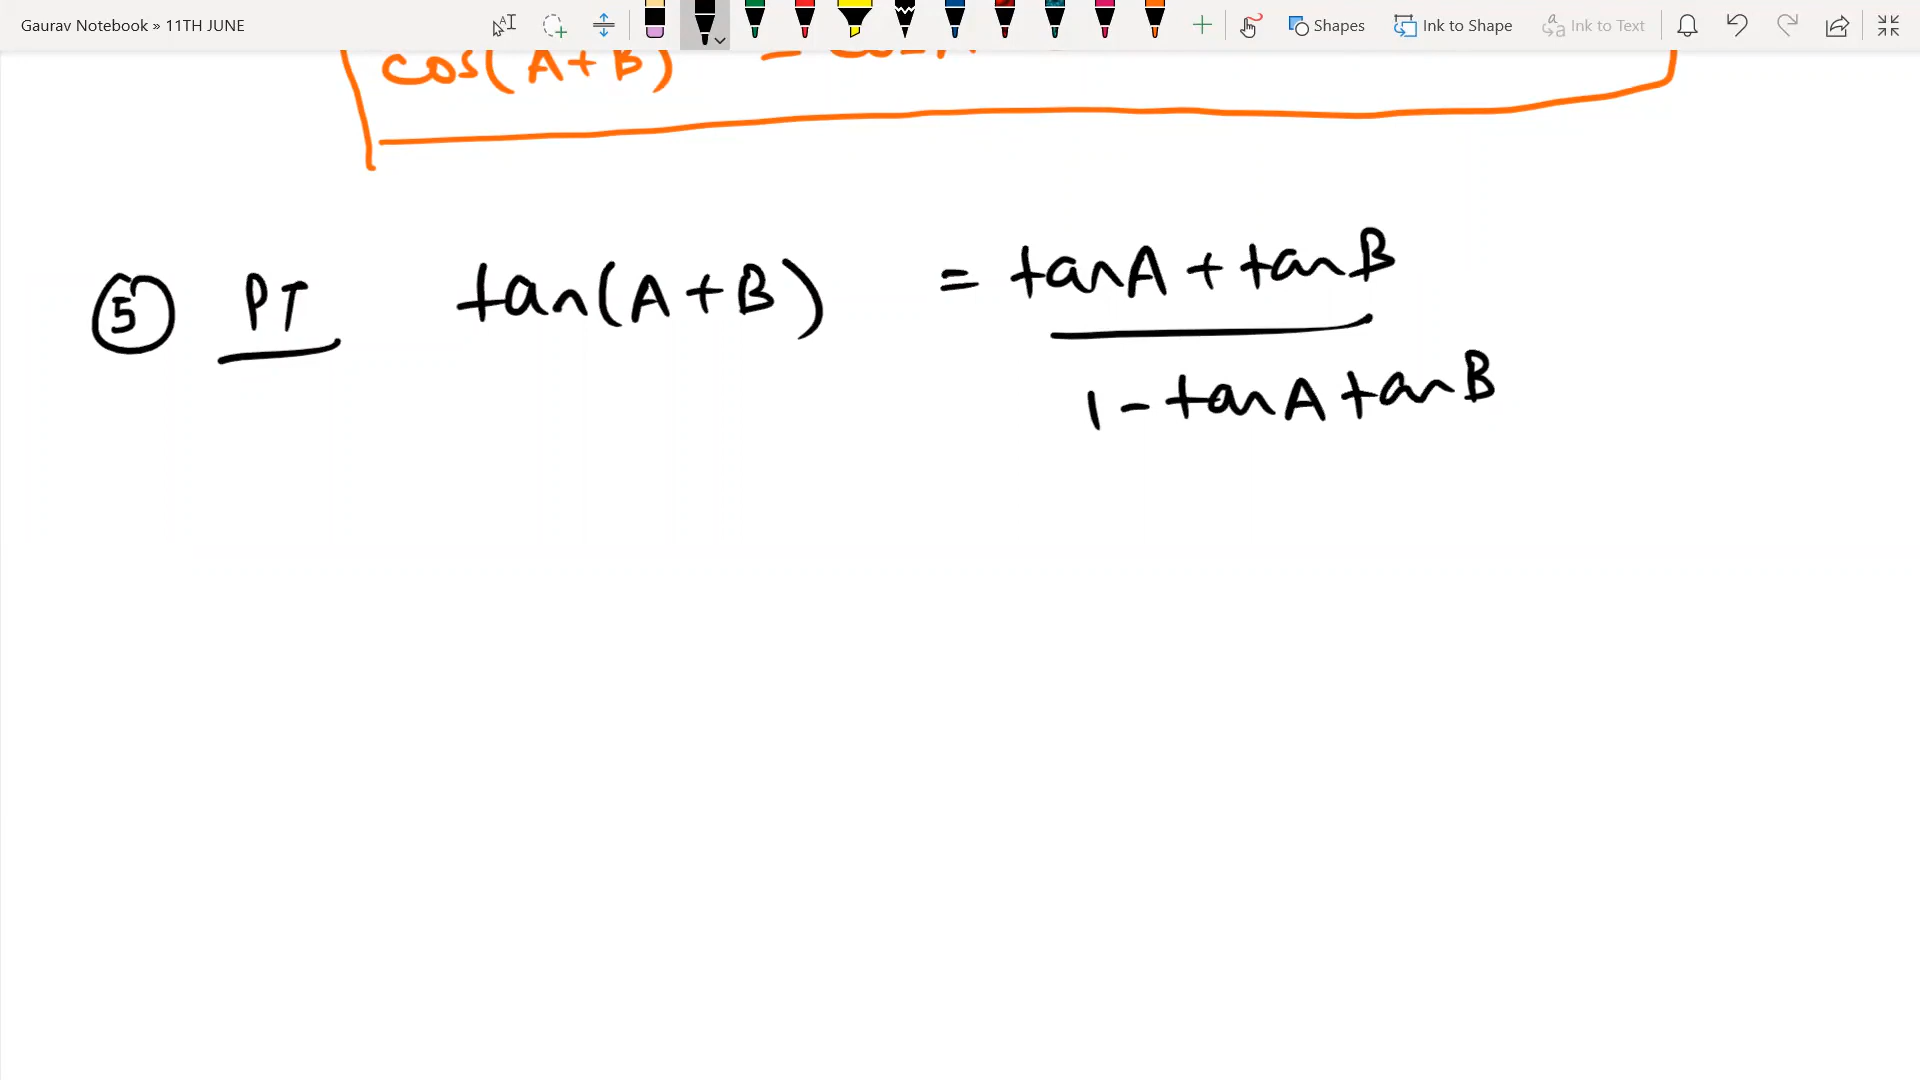 Gaurav Notebook » 11TH JUNE
Shapes
Ink to Shape
Ink to Text
cos(A+B) =
5 PT tan(A+B) = tanA + tanB
1 - tanA tanB